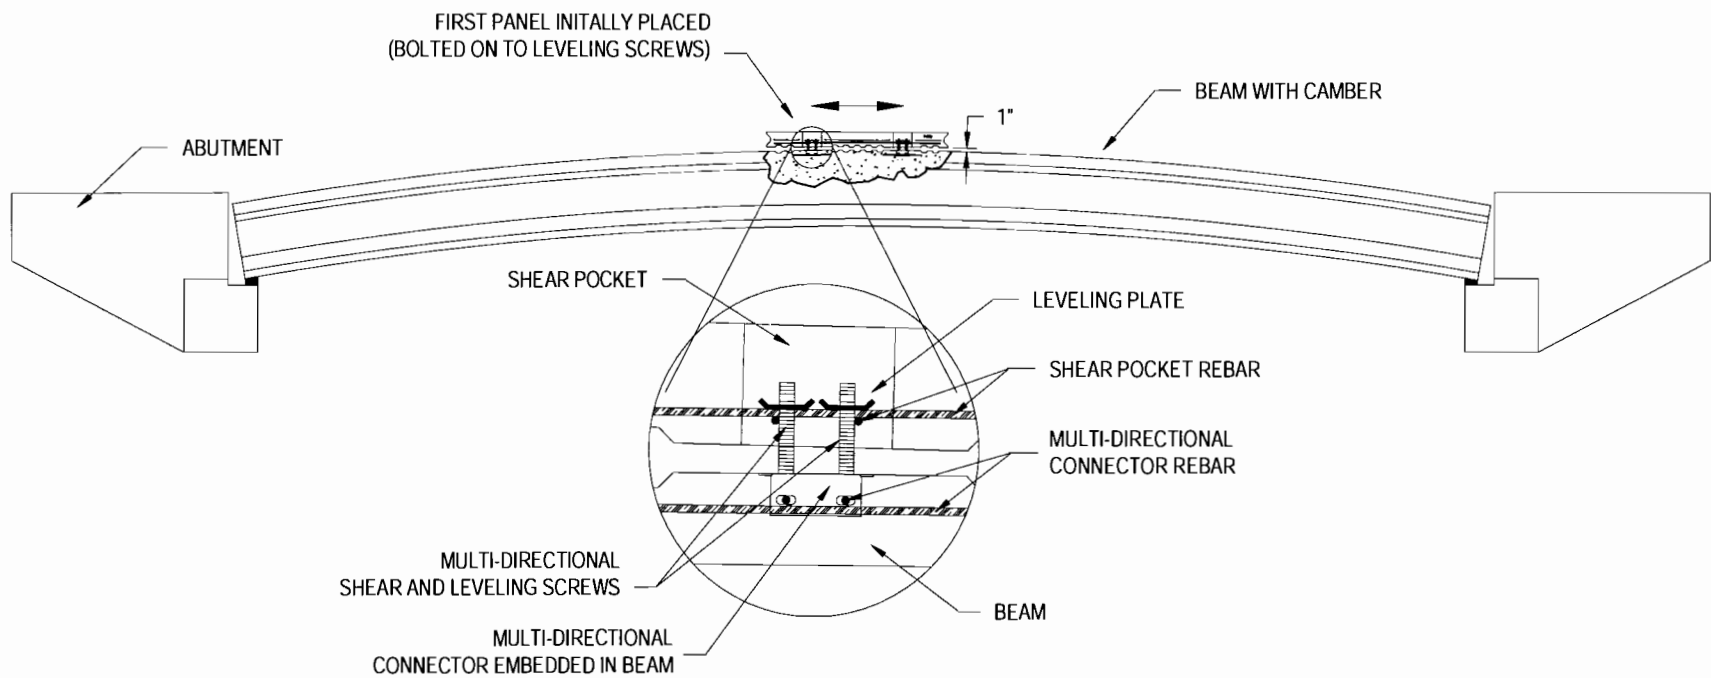 FIRST PANEL INITALLY PLACED
(BOLTED ON TO LEVELING SCREWS)
1"
BEAM WITH CAMBER
ABUTMENT
SHEAR POCKET
LEVELING PLATE
SHEAR POCKET REBAR
MULTI-DIRECTIONAL
CONNECTOR REBAR
MULTI-DIRECTIONAL
SHEAR AND LEVELING SCREWS
BEAM
MULTI-DIRECTIONAL
CONNECTOR EMBEDDED IN BEAM